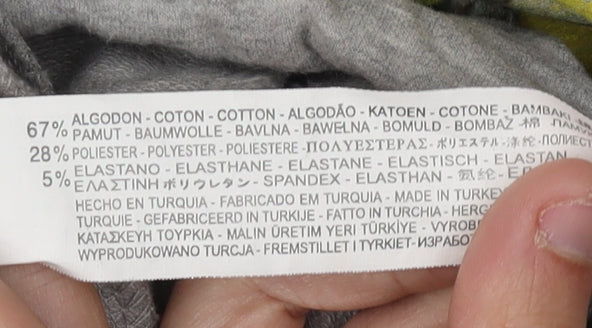 67% ALGODON - COTON - COTTON - ALGODÃO - KATOEN - COTONE - BAMBAKI
PAMUT - BAUMWOLLE - BAVLNA - BAWEŁNA - BOMULD - BOMBAŽ - 棉 -
28% POLIESTER - POLYESTER - POLIESTERE - ΠΟΛΥΕΣΤΕΡΑΣ - ポリエステル - 涤纶 -
5% ELASTANO - ELASTHANE - ELASTANE - ELASTISCH - ELASTAN
ΕΛΑΣΤΙΝΗ ポリウレタン - SPANDEX - ELASTHAN - 氨纶 -
HECHO EN TURQUIA - FABRICADO EM TURQUIA - MADE IN TURKEY
TURQUIE - GEFABRICEERD IN TURKIJE - FATTO IN TURCHIA -
ΚΑΤΑΣΚΕΥΗ ΤΟΥΡΚΙΑ - MALIN ÜRETIM YERI TÜRKİYE -
WYPRODUKOWANO TURCJA - FREMSTILLET I TYRKIET -